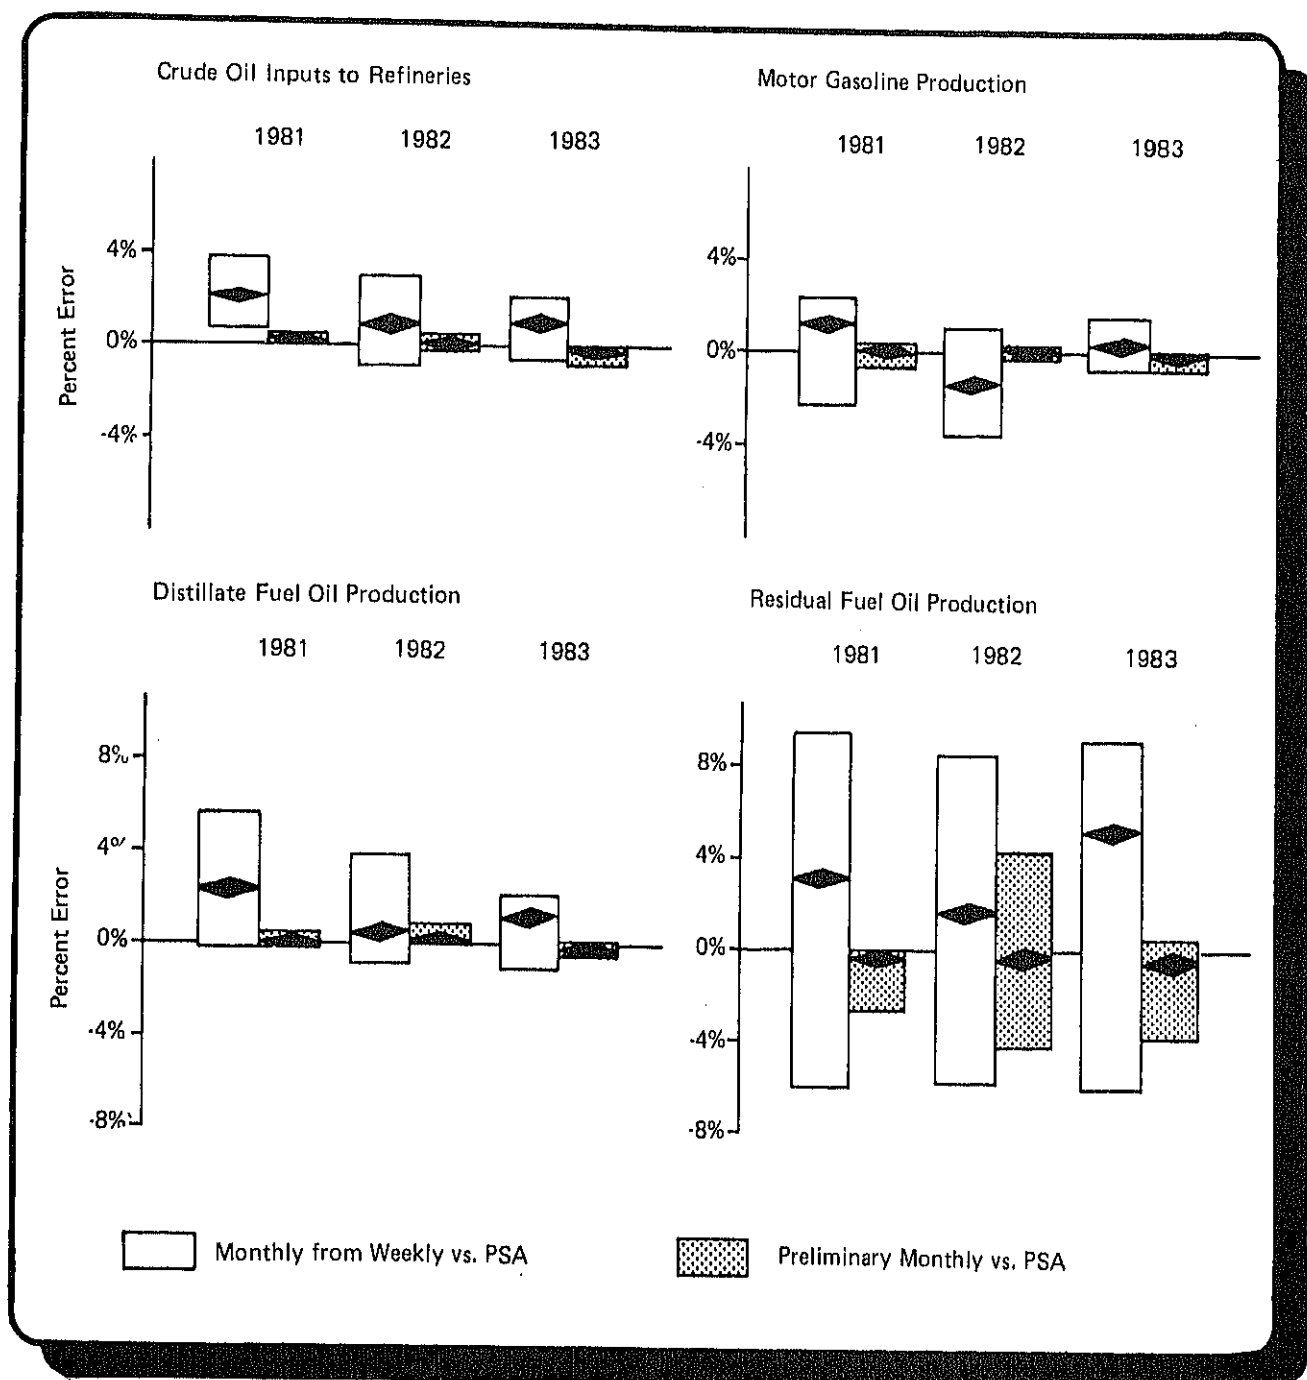 Crude Oil Inputs to Refineries
1981 1982 1983
Percent Error
4%
0%
-4%
Motor Gasoline Production
1981 1982 1983
4%
0%
-4%
Distillate Fuel Oil Production
1981 1982 1983
Percent Error
8%
4%
0%
-4%
-8%
Residual Fuel Oil Production
1981 1982 1983
8%
4%
0%
-4%
-8%
Monthly from Weekly vs. PSA
Preliminary Monthly vs. PSA